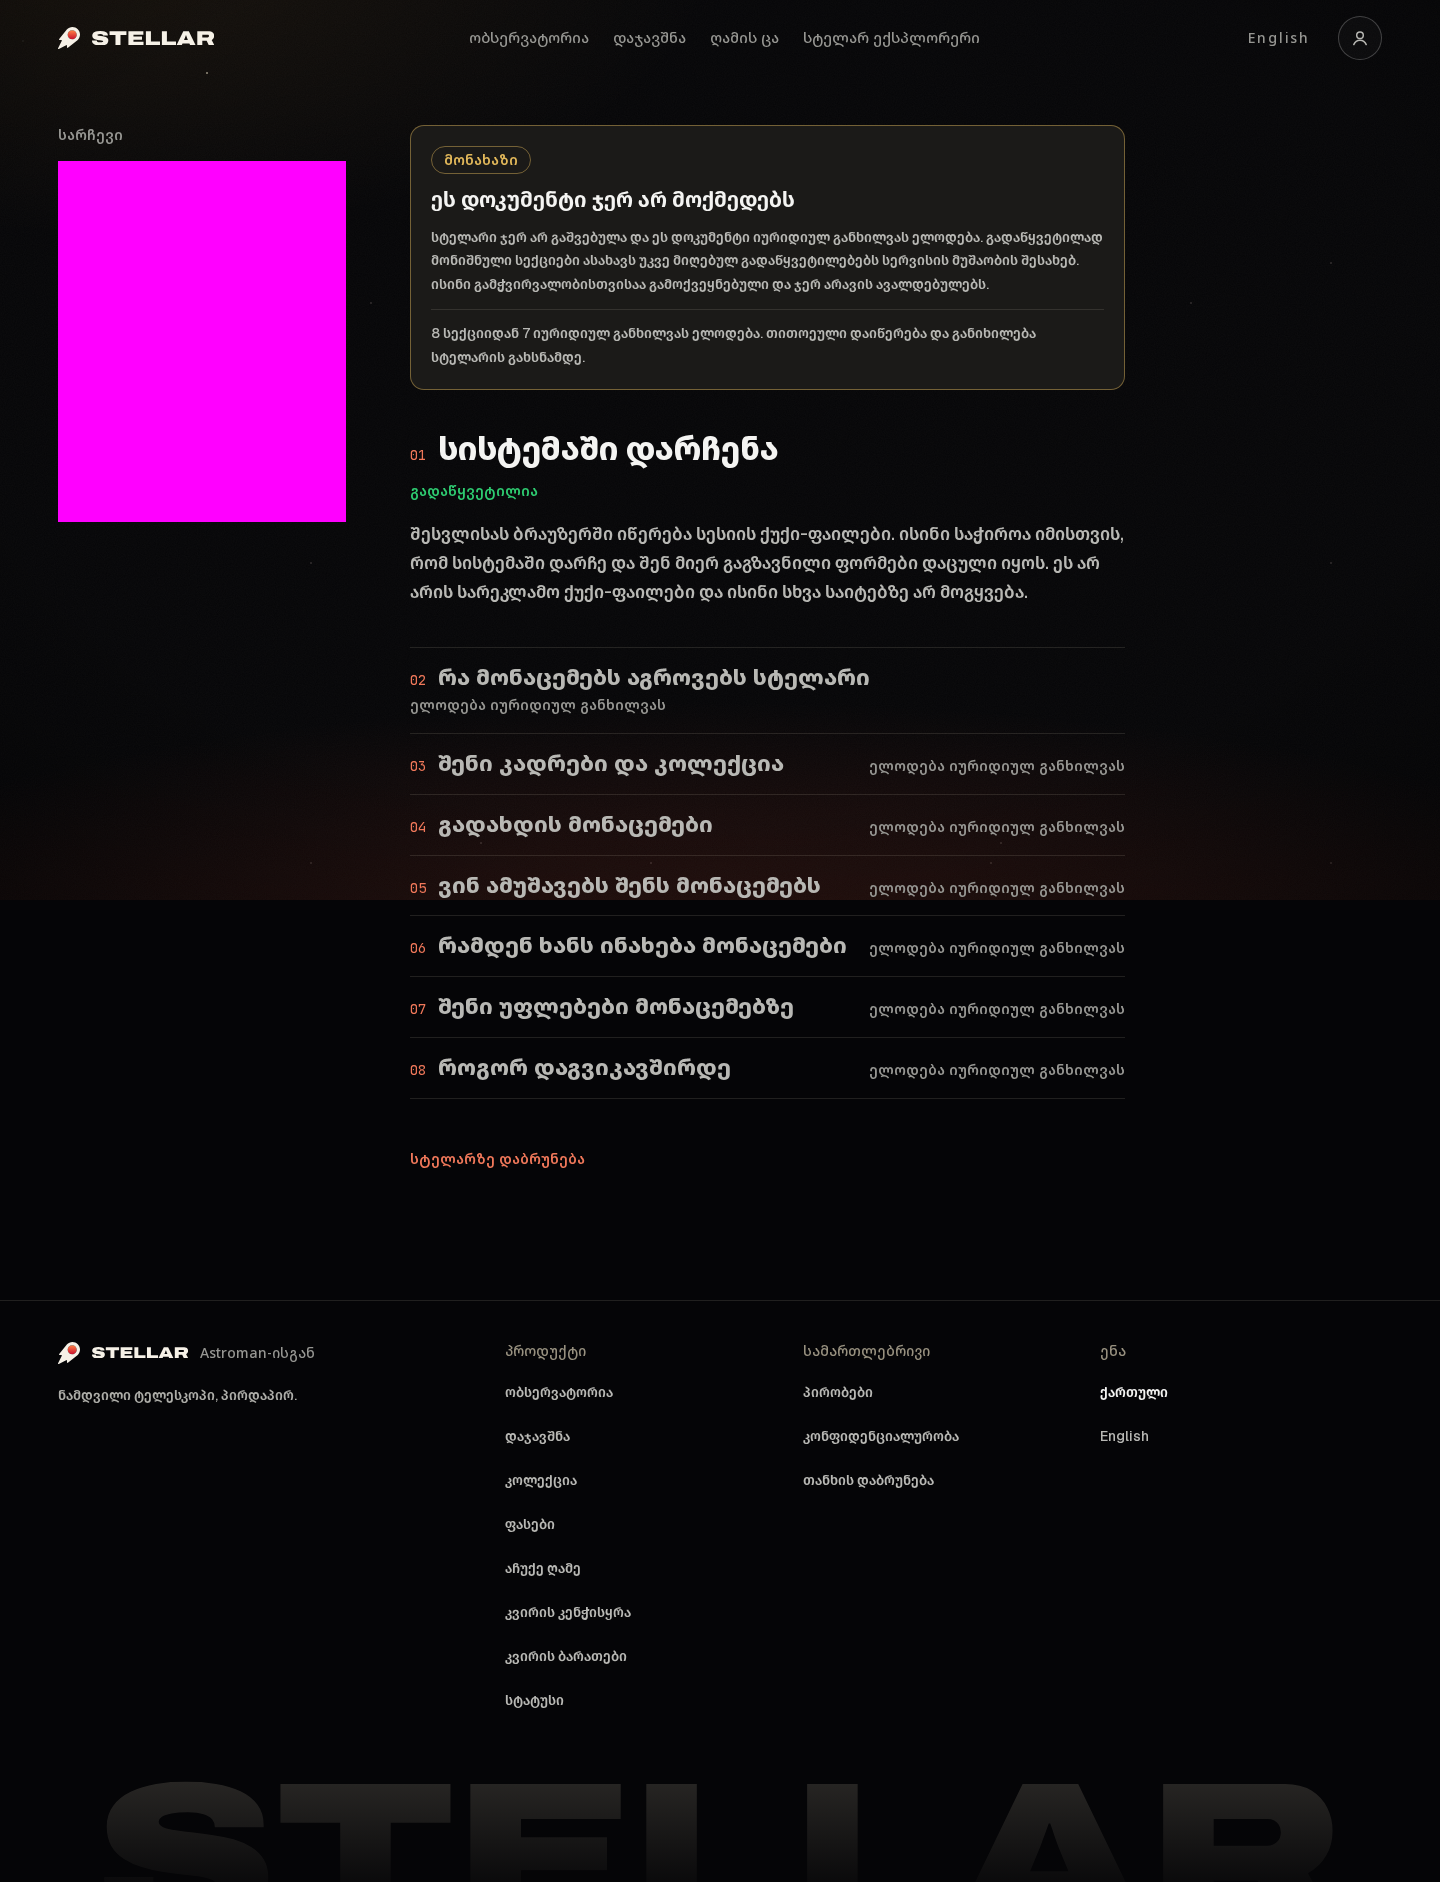 STELLAR
ობსერვატორია დაჯავშნა ღამის ცა სტელარ ექსპლორერი
English
სარჩევი
მონახაზი
ეს დოკუმენტი ჯერ არ მოქმედებს
სტელარი ჯერ არ გაშვებულა და ეს დოკუმენტი იურიდიულ განხილვას ელოდება. გადაწყვეტილად
მონიშნული სექციები ასახავს უკვე მიღებულ გადაწყვეტილებებს სერვისის მუშაობის შესახებ.
ისინი გამჭვირვალობისთვისაა გამოქვეყნებული და ჯერ არავის ავალდებულებს.
8 სექციიდან 7 იურიდიულ განხილვას ელოდება. თითოეული დაიწერება და განიხილება
სტელარის გახსნამდე.
01 სისტემაში დარჩენა
გადაწყვეტილია
შესვლისას ბრაუზერში იწერება სესიის ქუქი-ფაილები. ისინი საჭიროა იმისთვის,
რომ სისტემაში დარჩე და შენ მიერ გაგზავნილი ფორმები დაცული იყოს. ეს არ
არის სარეკლამო ქუქი-ფაილები და ისინი სხვა საიტებზე არ მოგყვება.
02 რა მონაცემებს აგროვებს სტელარი
ელოდება იურიდიულ განხილვას
03 შენი კადრები და კოლექცია ელოდება იურიდიულ განხილვას
04 გადახდის მონაცემები ელოდება იურიდიულ განხილვას
05 ვინ ამუშავებს შენს მონაცემებს ელოდება იურიდიულ განხილვას
06 რამდენ ხანს ინახება მონაცემები ელოდება იურიდიულ განხილვას
07 შენი უფლებები მონაცემებზე ელოდება იურიდიულ განხილვას
08 როგორ დაგვიკავშირდე ელოდება იურიდიულ განხილვას
სტელარზე დაბრუნება
STELLAR Astroman-ისგან
ნამდვილი ტელესკოპი, პირდაპირ.
პროდუქტი
ობსერვატორია
დაჯავშნა
კოლექცია
ფასები
აჩუქე ღამე
კვირის კენჭისყრა
კვირის ბარათები
სტატუსი
სამართლებრივი
პირობები
კონფიდენციალურობა
თანხის დაბრუნება
ენა
ქართული
English
STELLAR